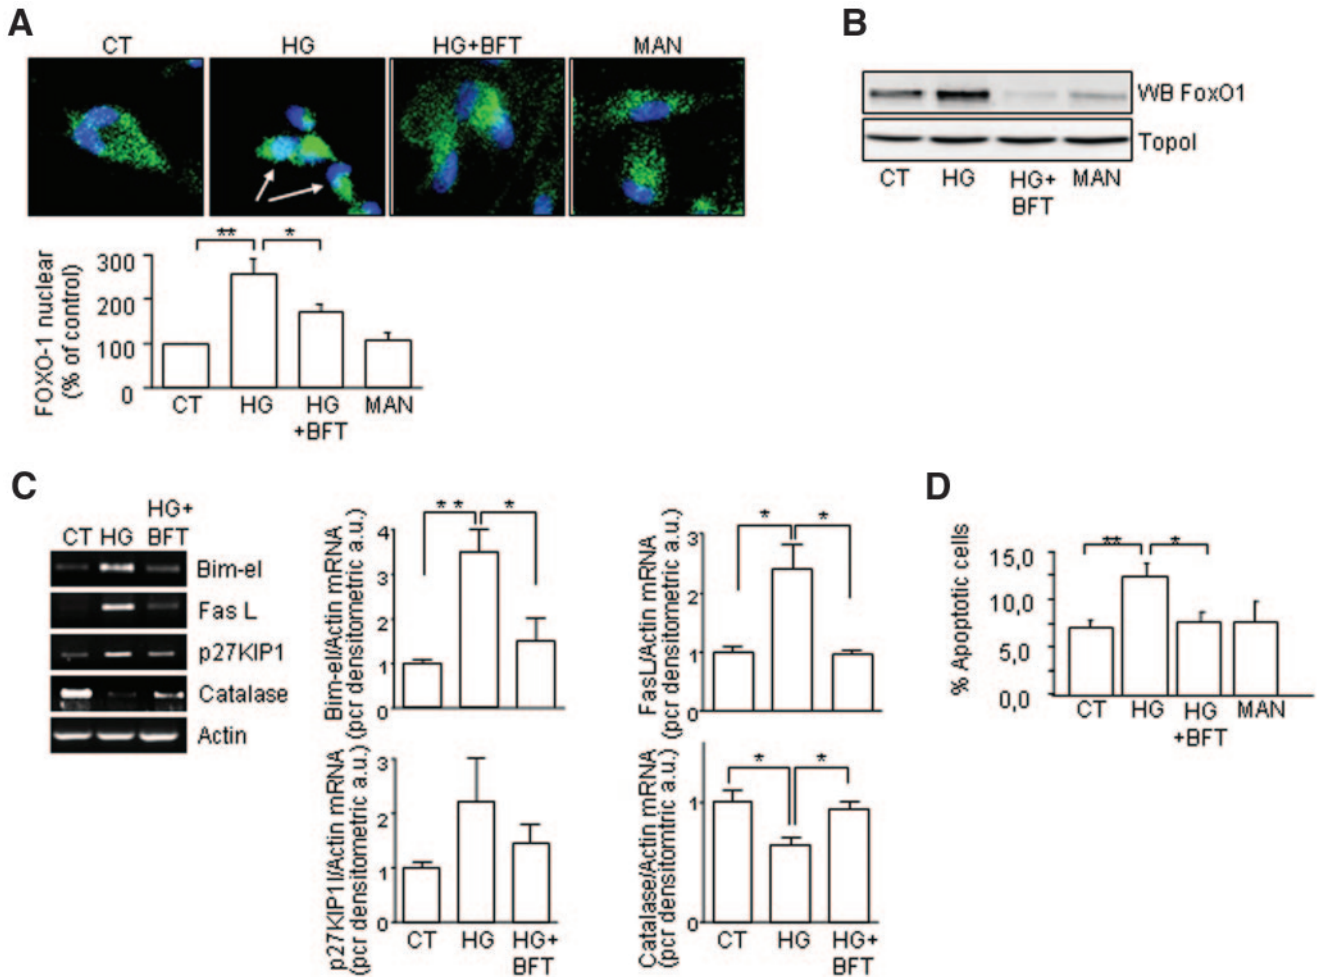 A
CT HG HG+BFT MAN
** *
FOXO-1 nuclear
(% of control)
300
200
100
0
CT HG HG MAN
+BFT
B
WB FoxO1
Topol
CT HG HG+ MAN
BFT
C
HG+
CT HG BFT
Bim-el
Fas L
p27KIP1
Catalase
Actin
Bim-el/Actin mRNA
(pcr densitometric a.u.)
** *
4
3
2
1
0
FasL/Actin mRNA
(pcr densitometric a.u.)
* *
3
2
1
0
p27KIP1l/Actin mRNA
(pcr densitometric a.u.)
3
2
1
0
CT HG HG+
BFT
Catalase/Actin mRNA
(pcr densitomtric a.u.)
* *
1
0
CT HG HG+
BFT
D
% Apoptotic cells
** *
15,0
10,0
5,0
0,0
CT HG HG MAN
+BFT